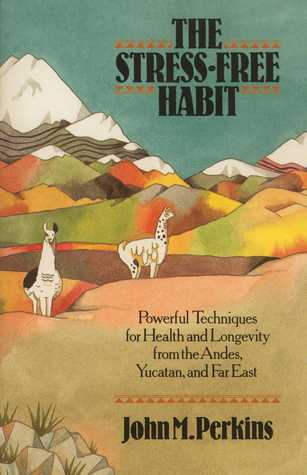 THE
STRESS-FREE
HABIT
Powerful Techniques
for Health and Longevity
from the Andes,
Yucatan, and Far East
John M. Perkins